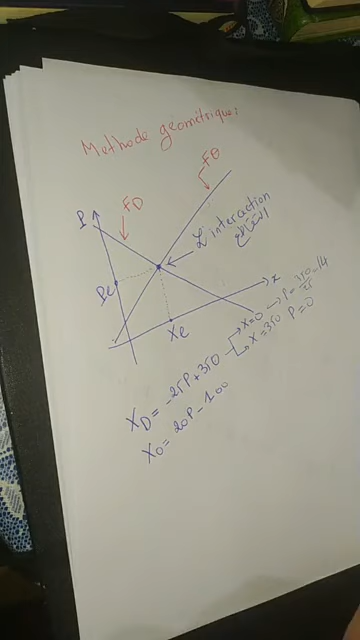 Methode geométrique:
FO
FD
P
L'interaction
Pe
x
Xe
XD = -25P+350
X=0 → P = 350/25 = 14
X=350 P=0
XO = 20P - 100